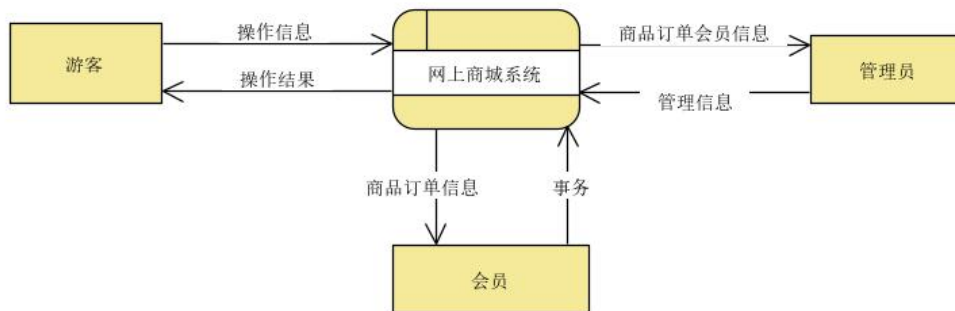 操作信息
商品订单会员信息
游客
网上商城系统
管理员
操作结果
管理信息
商品订单信息
事务
会员